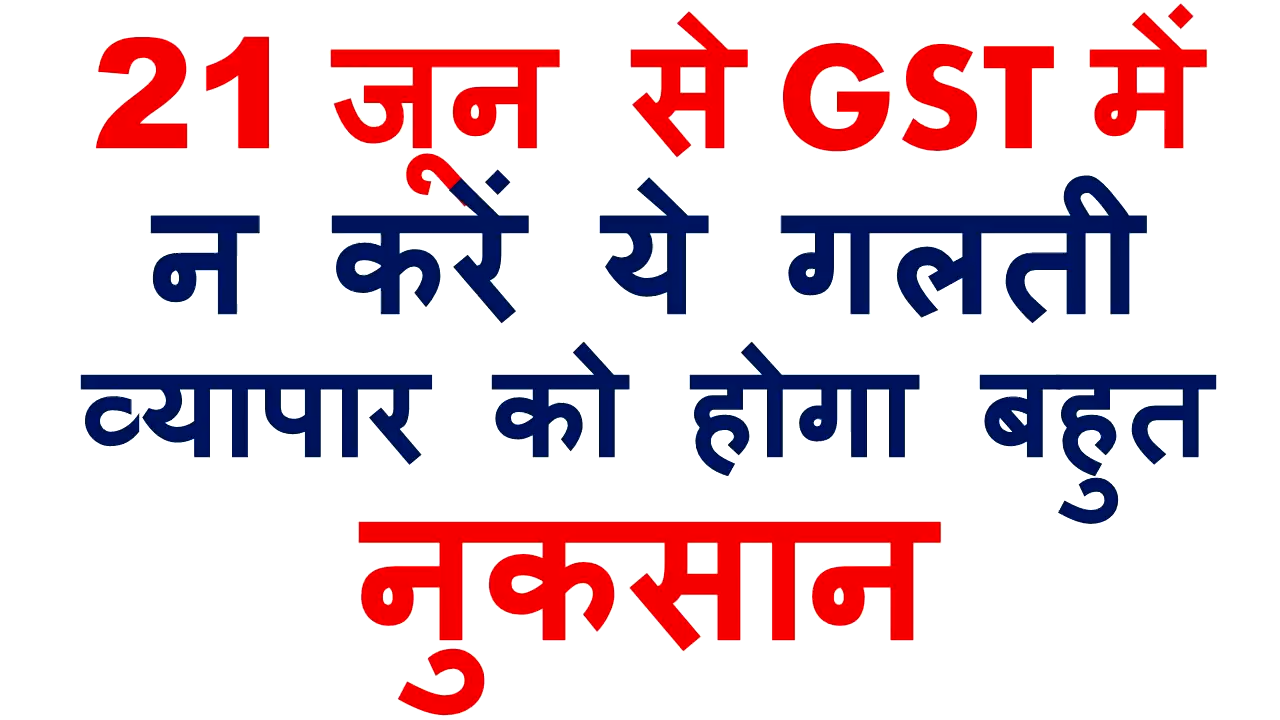 21 जून से GST में
न करें ये गलती
व्यापार को होगा बहुत
नुकसान